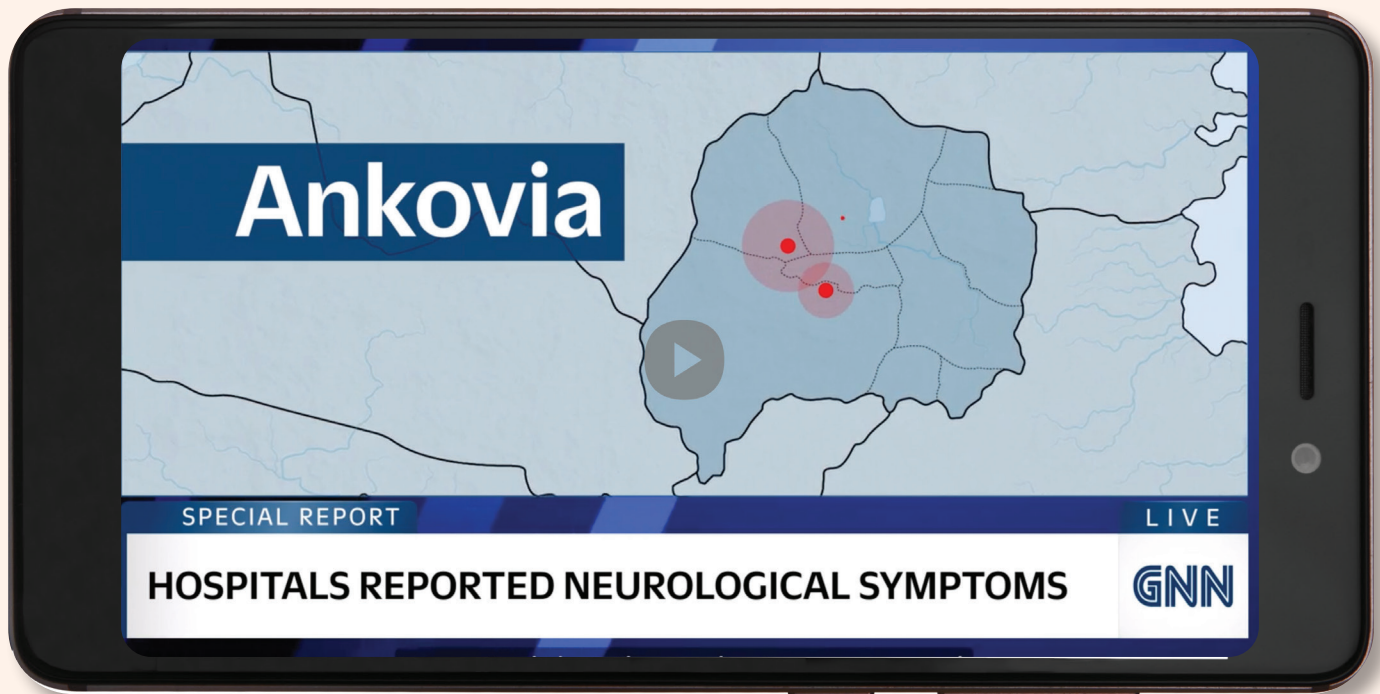 Ankovia
SPECIAL REPORT
LIVE
HOSPITALS REPORTED NEUROLOGICAL SYMPTOMS
GNN